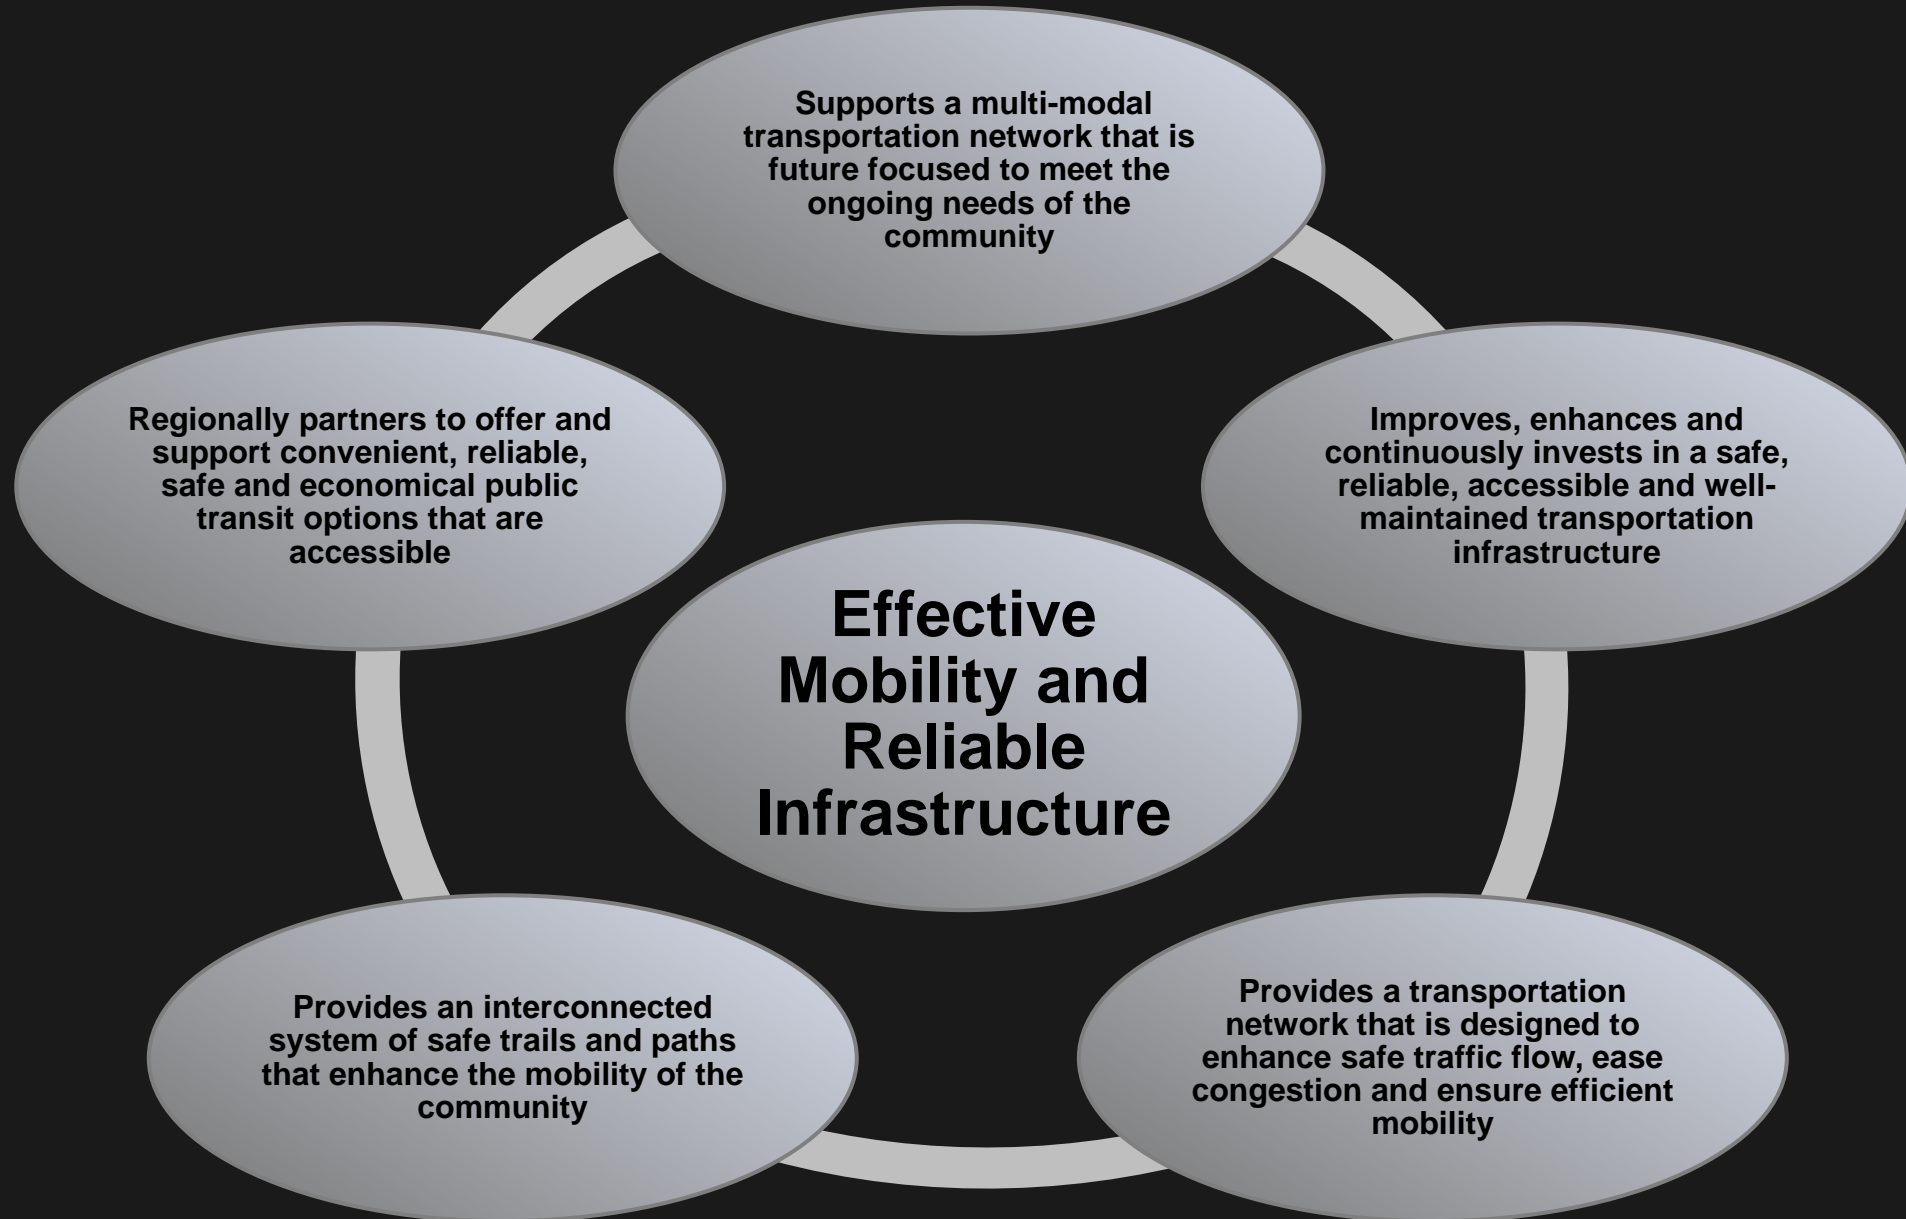 Supports a multi-modal
transportation network that is
future focused to meet the
ongoing needs of the
community
Regionally partners to offer and
support convenient, reliable,
safe and economical public
transit options that are
accessible
Improves, enhances and
continuously invests in a safe,
reliable, accessible and well-
maintained transportation
infrastructure
Effective
Mobility and
Reliable
Infrastructure
Provides an interconnected
system of safe trails and paths
that enhance the mobility of the
community
Provides a transportation
network that is designed to
enhance safe traffic flow, ease
congestion and ensure efficient
mobility